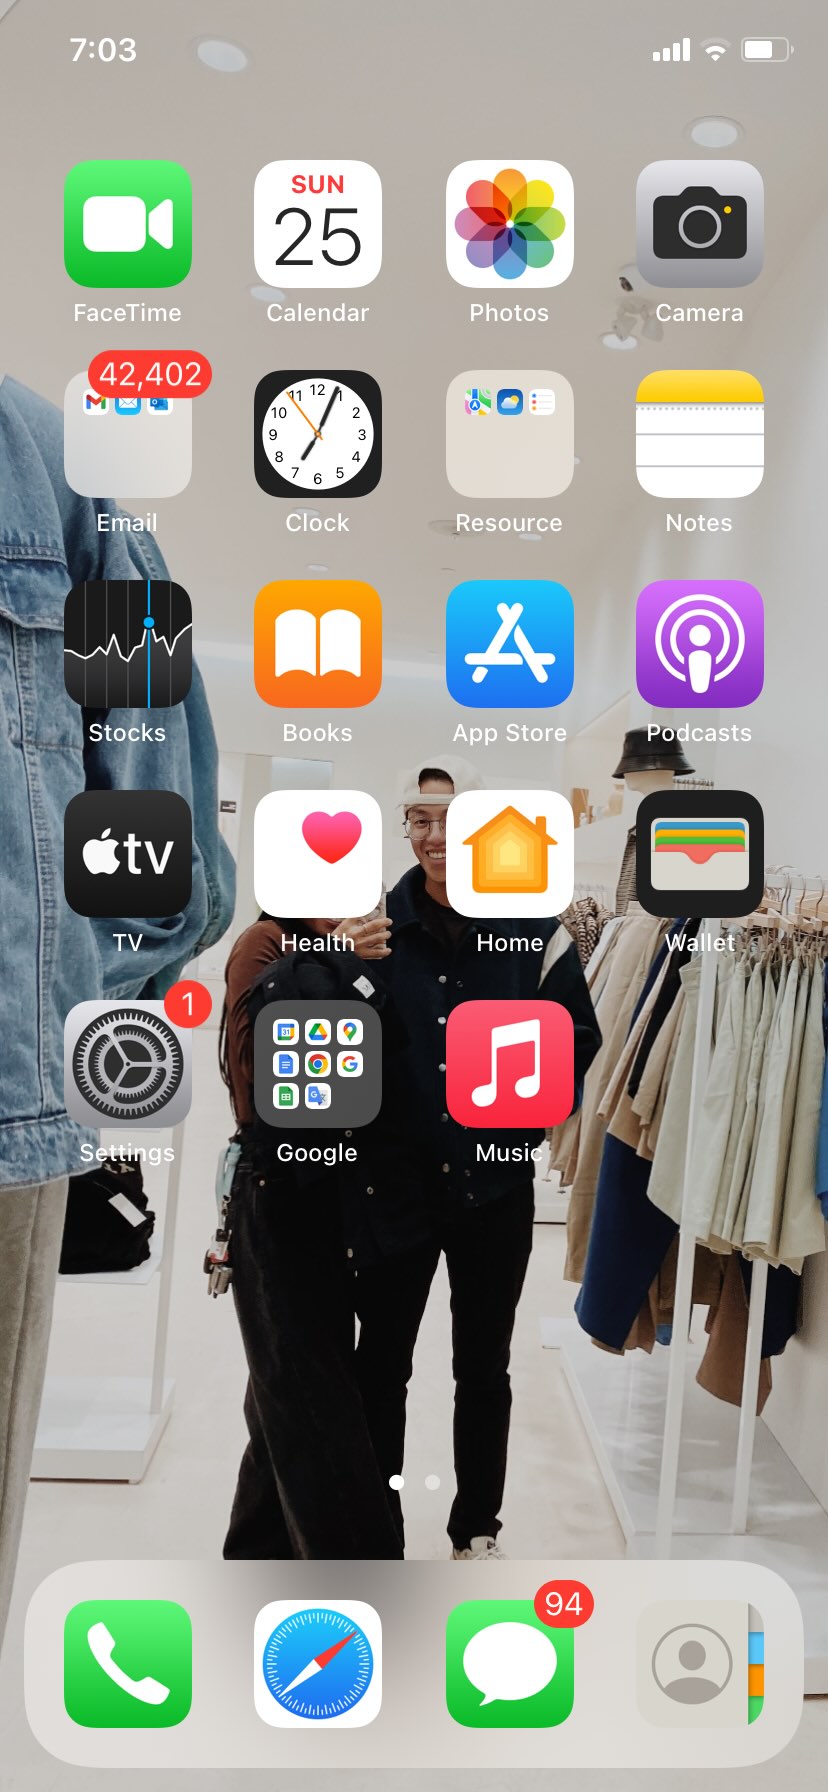 7:03
SUN
25
FaceTime
Calendar
Photos
Camera
42,402
12
11
1
10
2
9
3
8
4
7
5
6
Email
Clock
Resource
Notes
Stocks
Books
App Store
Podcasts
tv
TV
Health
Home
Wallet
1
31
G
G
Settings
Google
Music
94